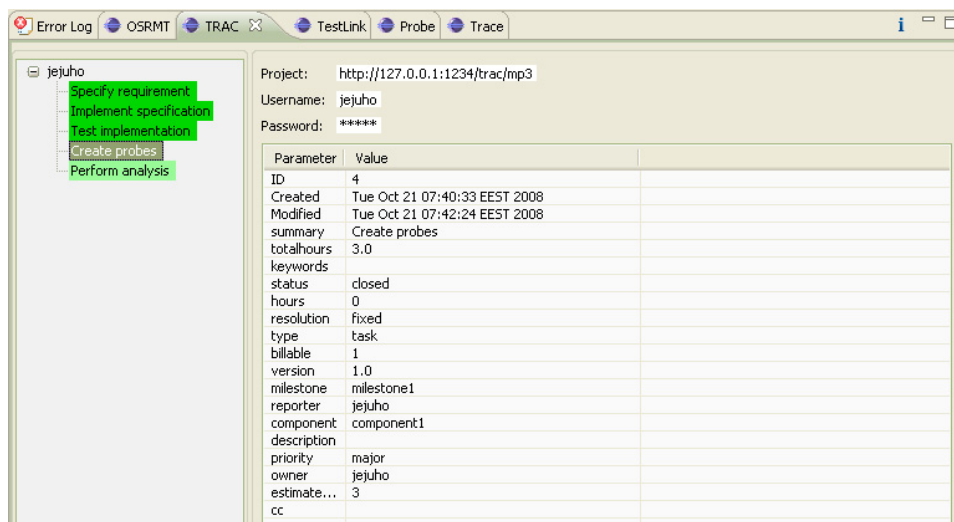 Error Log OSRMT TRAC TestLink Probe Trace
jejuho
Specify requirement
Implement specification
Test implementation
Create probes
Perform analysis
Project: http://127.0.0.1:1234/trac/mp3
Username: jejuho
Password: *****
Parameter Value
ID 4
Created Tue Oct 21 07:40:33 EEST 2008
Modified Tue Oct 21 07:42:24 EEST 2008
summary Create probes
totalhours 3.0
keywords
status closed
hours 0
resolution fixed
type task
billable 1
version 1.0
milestone milestone1
reporter jejuho
component component1
description
priority major
owner jejuho
estimate... 3
cc